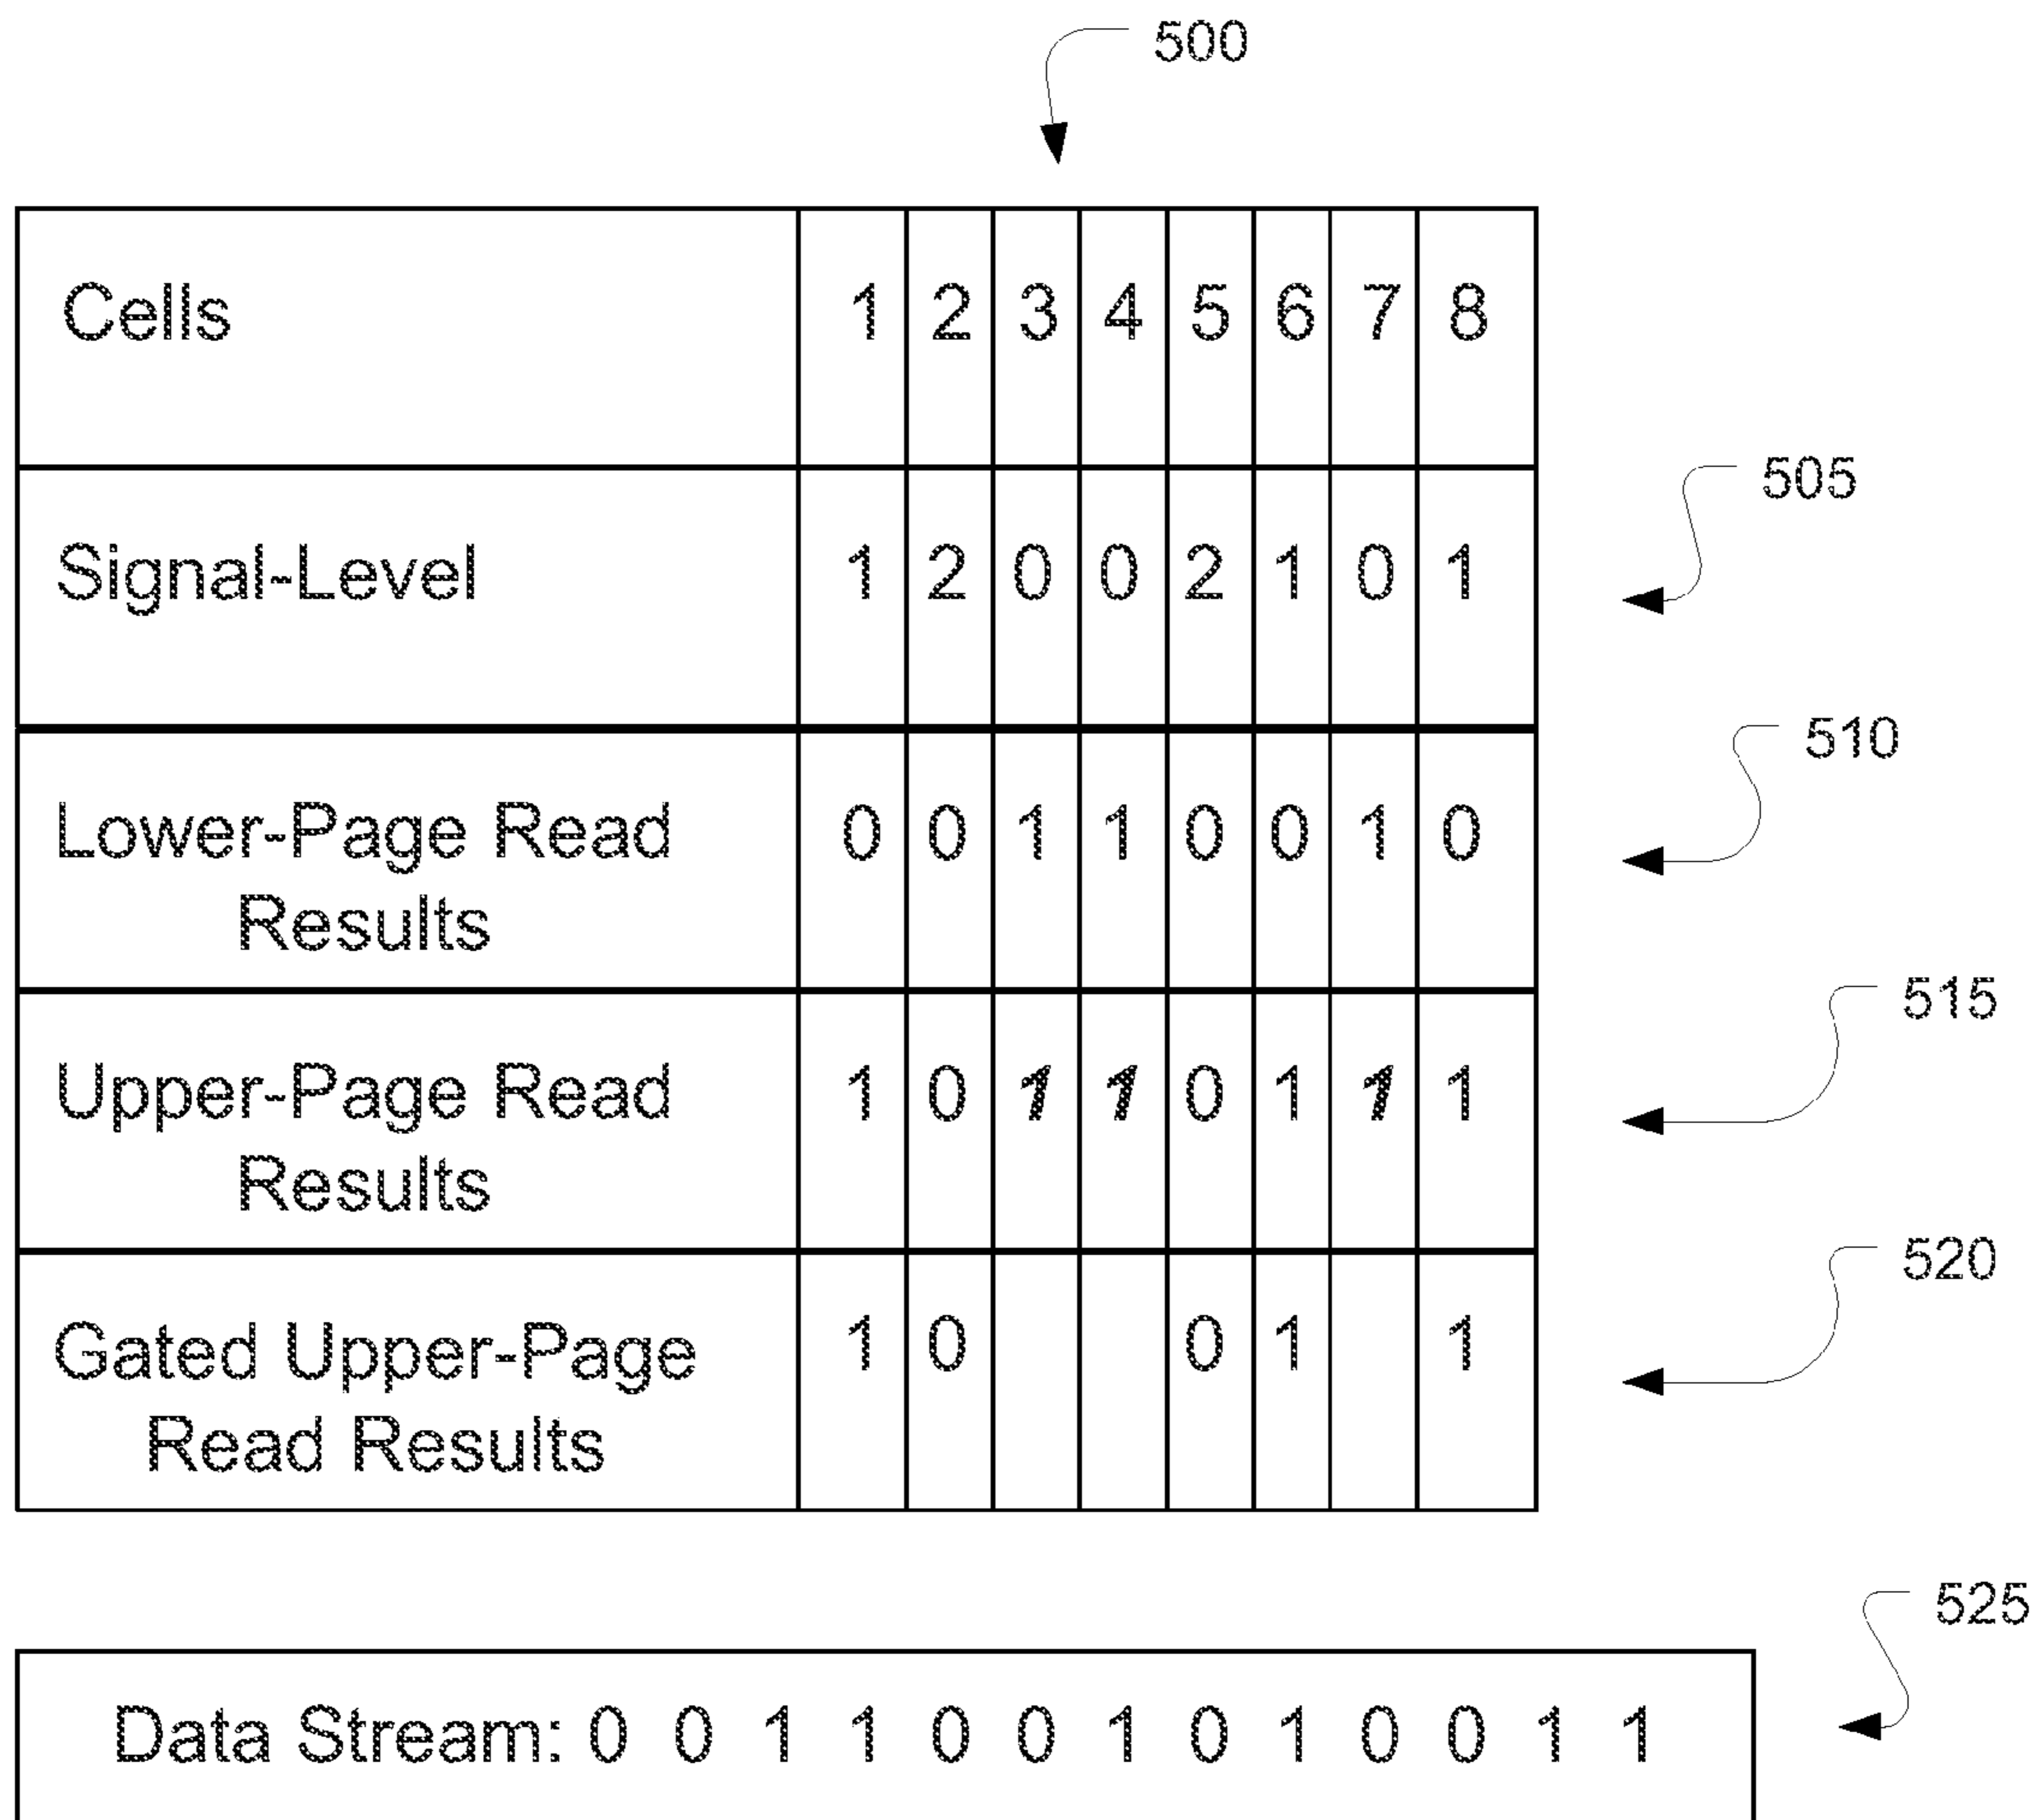 500
Cells 1 2 3 4 5 6 7 8
505
Signal-Level 1 2 0 0 2 1 0 1
510
Lower-Page Read 0 0 1 1 0 0 1 0
Results
515
Upper-Page Read 1 0 1 1 0 1 1 1
Results
520
Gated Upper-Page 1 0 0 1 1
Read Results
525
Data Stream: 0 0 1 1 0 0 1 0 1 0 0 1 1